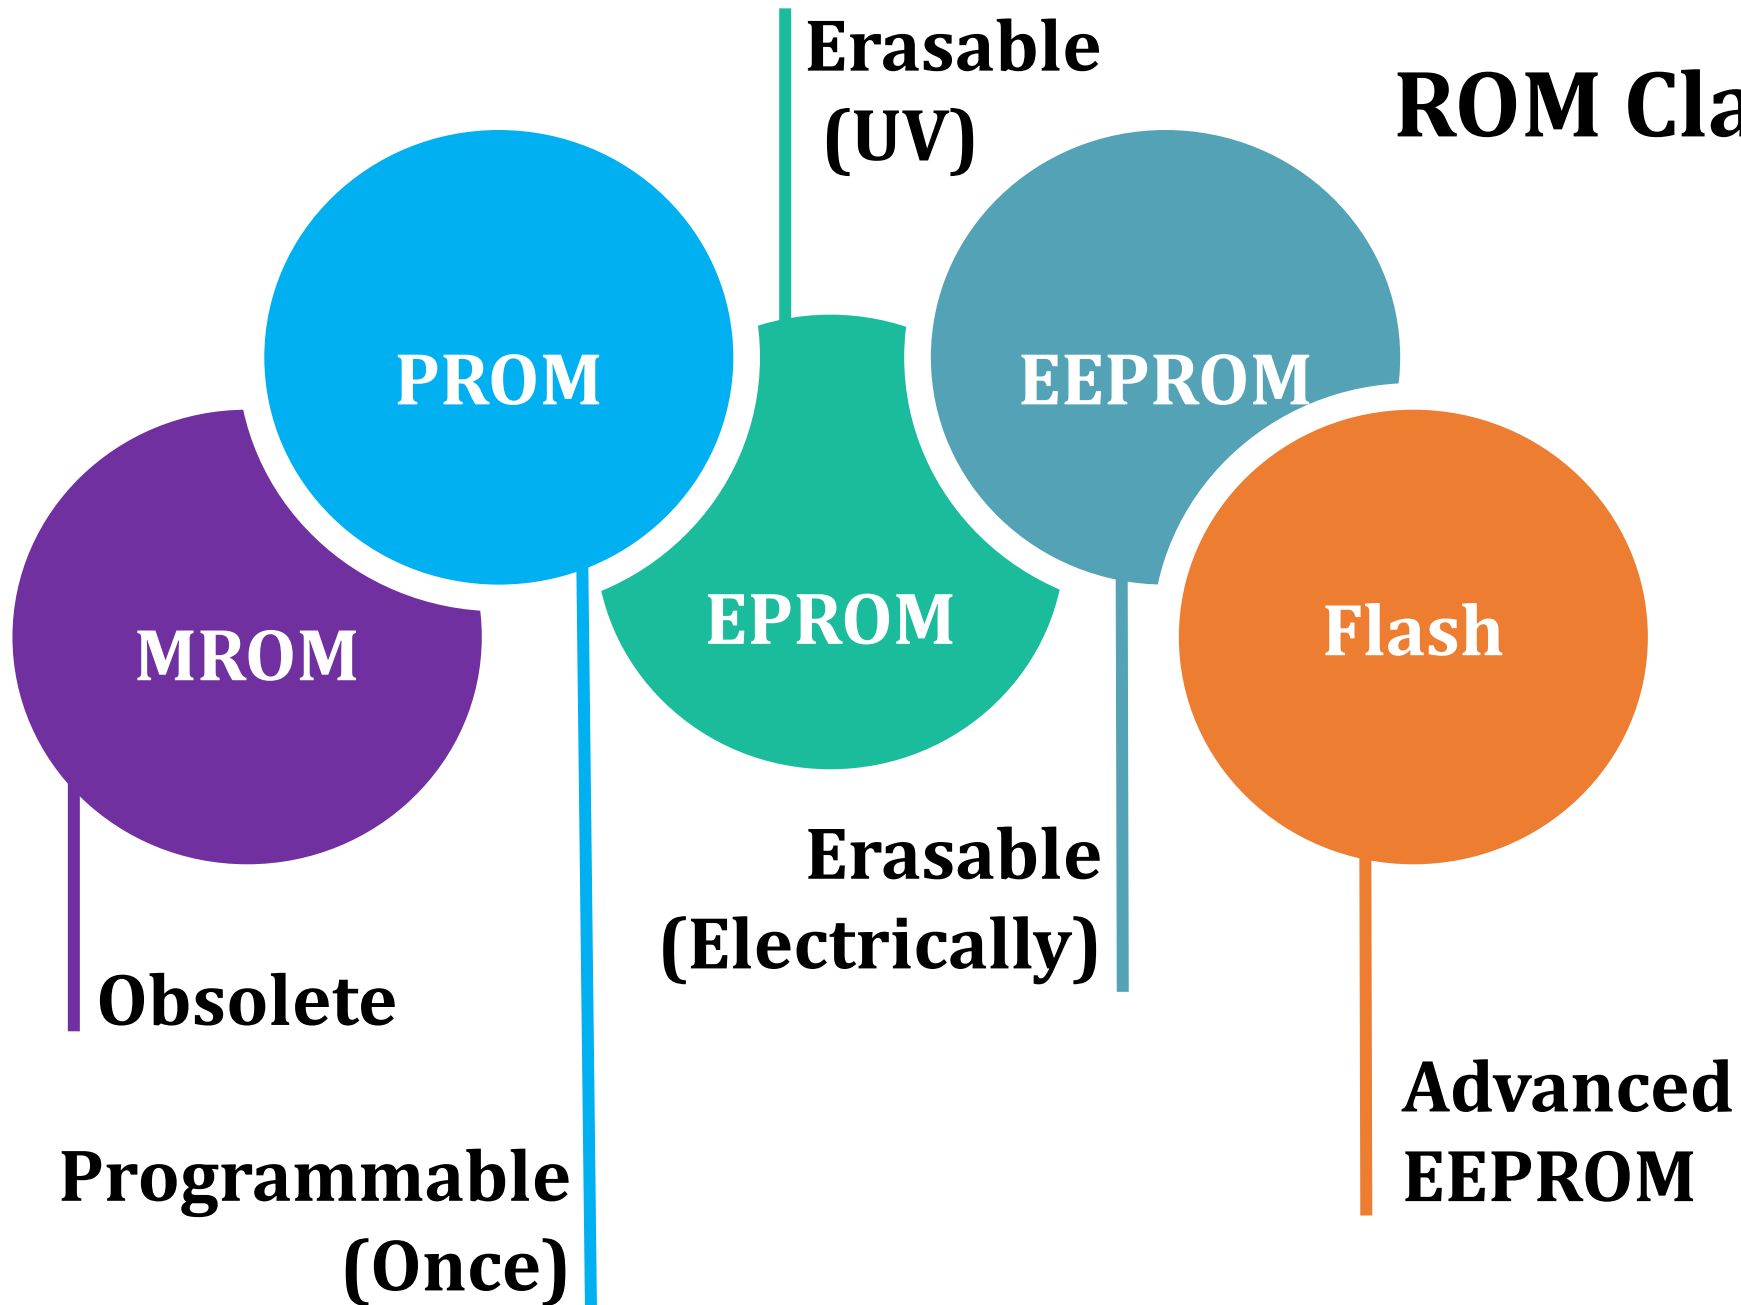 Erasable
(UV)
ROM Cla
PROM
EEPROM
MROM
EPROM
Flash
Erasable
(Electrically)
Obsolete
Advanced
EEPROM
Programmable
(Once)